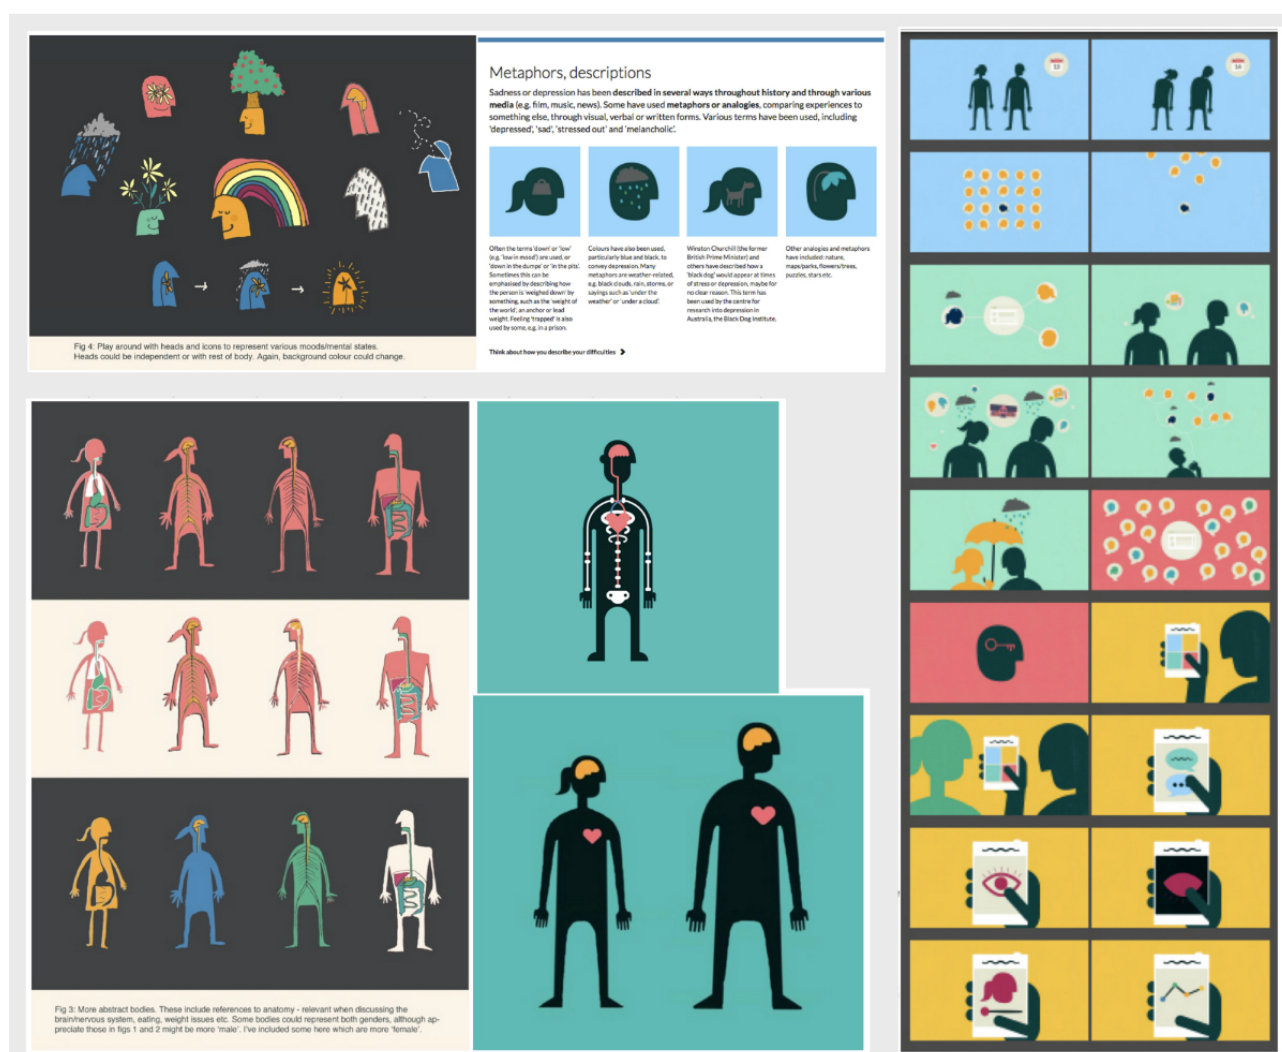 Metaphors, descriptions
Sadness or depression has been described in several ways throughout history and through various
media (e.g. film, music, news). Some have used metaphors or analogies, comparing experiences to
something else, through visual, verbal or written forms. Various terms have been used, including
'depressed', 'sad', 'stressed out' and 'melancholic'.
Often the terms 'down' or 'low'
(e.g. 'low in mood') are used, or
'down in the dumps' or 'in the pits'.
Sometimes this can be
emphasised by describing how
the person is 'weighed down' by
something, such as the 'weight of
the world', an anchor or lead
weight. Feeling 'trapped' is also
used by some, e.g. in a prison.
Colours have also been used,
particularly blue and black, to
convey depression. Many
metaphors are weather-related,
e.g. black clouds, rain, storms, or
sayings such as 'under the
weather' or 'under a cloud'.
Winston Churchill (the former
British Prime Minister) and
others have described how a
'black dog' would appear at times
of stress or depression, maybe for
no clear reason. This term has
been used by the centre for
research into depression in
Australia, the Black Dog Institute.
Other analogies and metaphors
have included: nature,
maps/parks, flowers/trees,
puzzles, stars etc.
Think about how you describe your difficulties
Fig 4: Play around with heads and icons to represent various moods/mental states.
Heads could be independent or with rest of body. Again, background colour could change.
Fig 3: More abstract bodies. These include references to anatomy - relevant when discussing the
brain/nervous system, eating, weight issues etc. Some bodies could represent both genders, although ap-
preciate those in figs 1 and 2 might be more 'male'. I've included some here which are more 'female'.
13
14